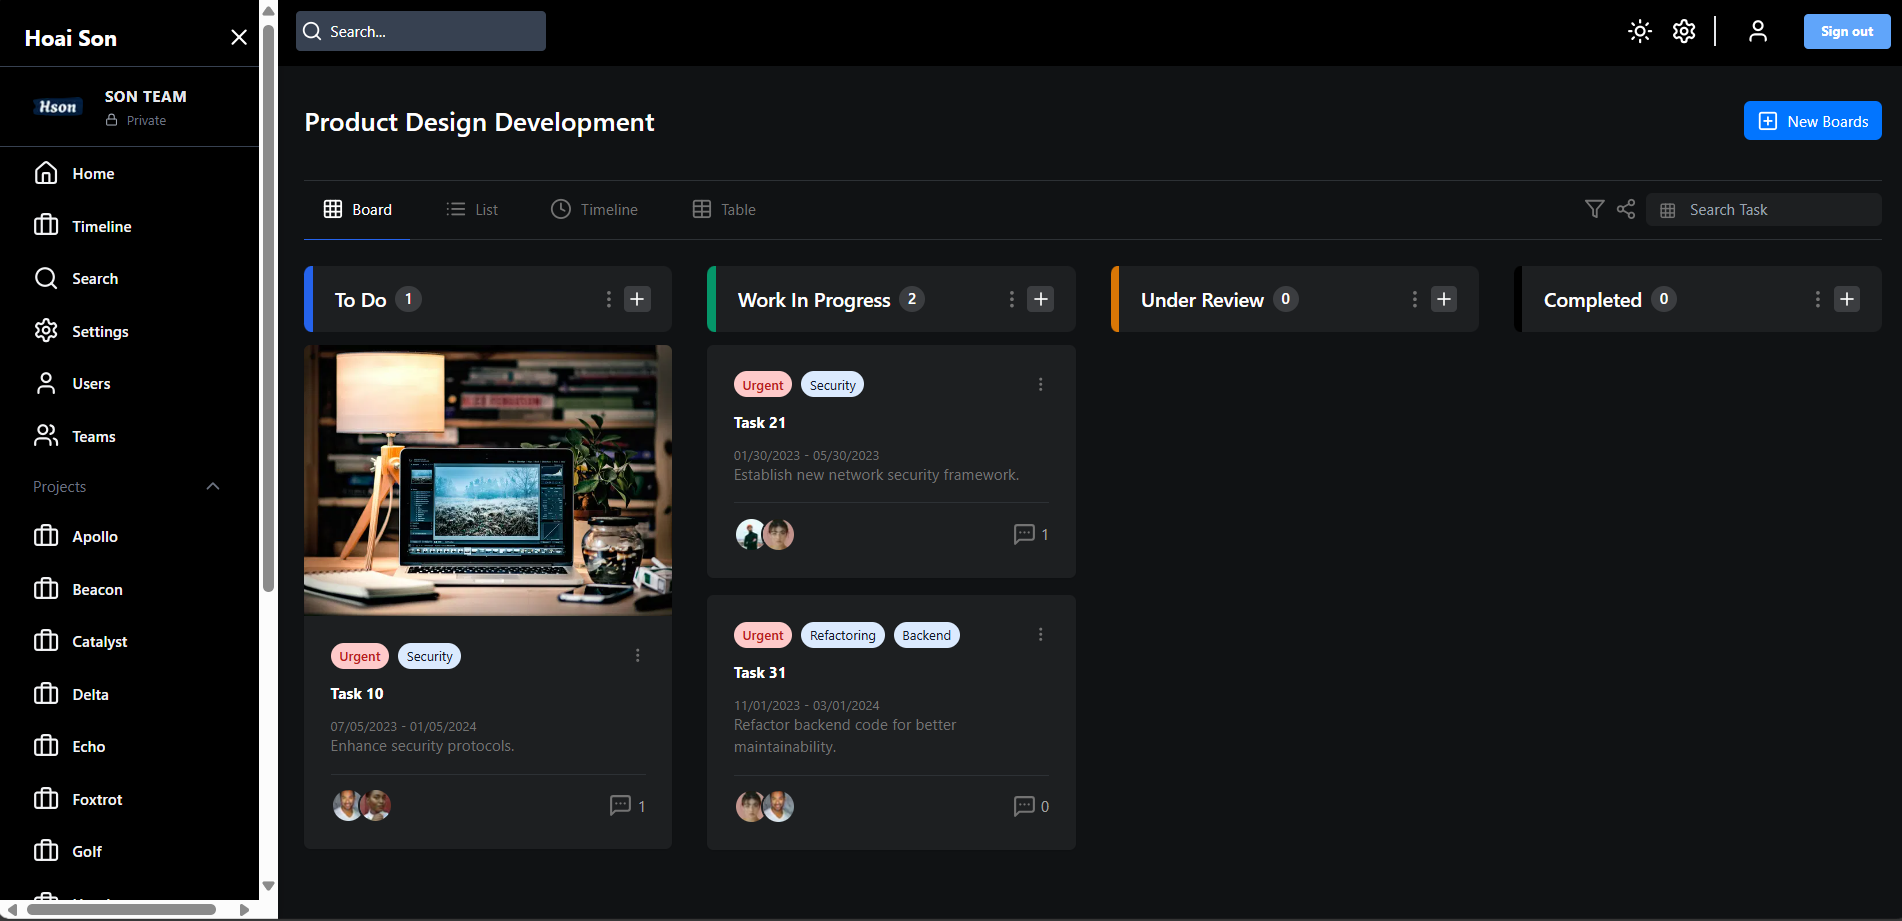 Hoai Son
Search...
Sign out
Hson
SON TEAM
Private
Home
Timeline
Search
Settings
Users
Teams
Projects
Apollo
Beacon
Catalyst
Delta
Echo
Foxtrot
Golf
Product Design Development
New Boards
Board
List
Timeline
Table
Search Task
To Do 1
Urgent Security
Task 10
07/05/2023 - 01/05/2024
Enhance security protocols.
1
Work In Progress 2
Urgent Security
Task 21
01/30/2023 - 05/30/2023
Establish new network security framework.
1
Urgent Refactoring Backend
Task 31
11/01/2023 - 03/01/2024
Refactor backend code for better
maintainability.
0
Under Review 0
Completed 0